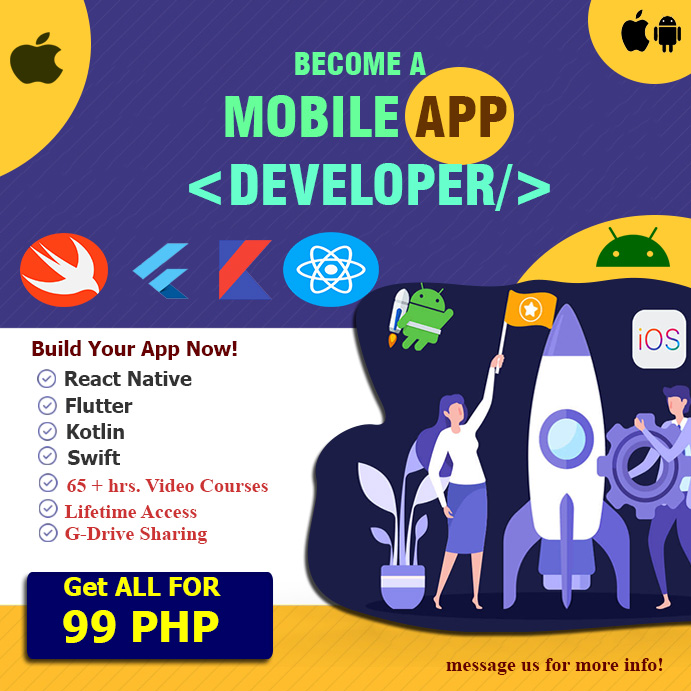 BECOME A
MOBILE APP
<DEVELOPER/>
iOS
Build Your App Now!
React Native
Flutter
Kotlin
Swift
65 + hrs. Video Courses
Lifetime Access
G-Drive Sharing
Get ALL FOR
99 PHP
message us for more info!